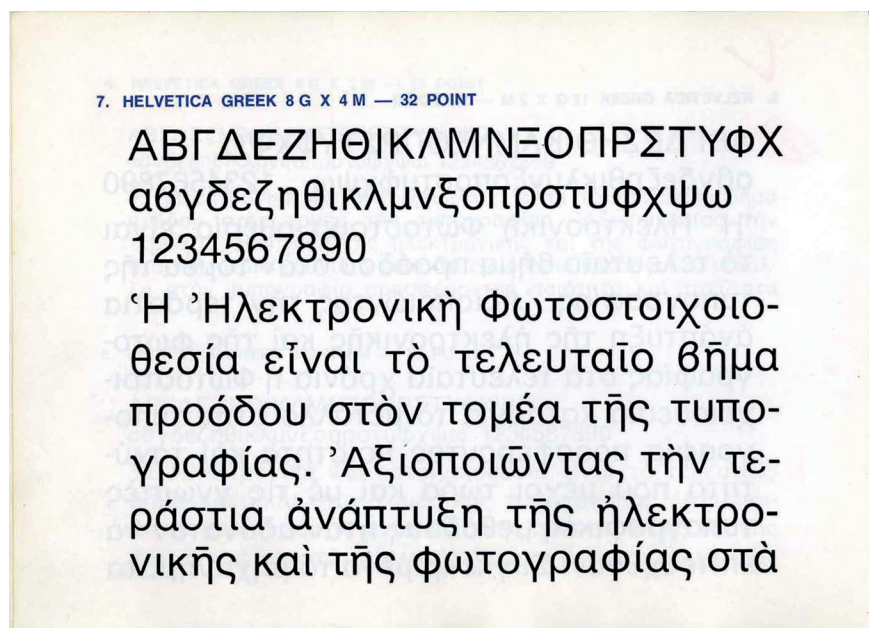 7. HELVETICA GREEK 8 G X 4 M — 32 POINT
ΑΒΓΔΕΖΗΘΙΚΛΜΝΞΟΠΡΣΤΥΦΧ
αβγδεζηθικλμνξοπρστυφχψω
1234567890
Ἡ Ἠλεκτρονικὴ Φωτοστοιχοιο-
θεσία εἶναι τὸ τελευταῖο βῆμα
προόδου στὸν τομέα τῆς τυπο-
γραφίας. Ἀξιοποιῶντας τὴν τε-
ράστια ἀνάπτυξη τῆς ἠλεκτρο-
νικῆς καὶ τῆς φωτογραφίας στὰ